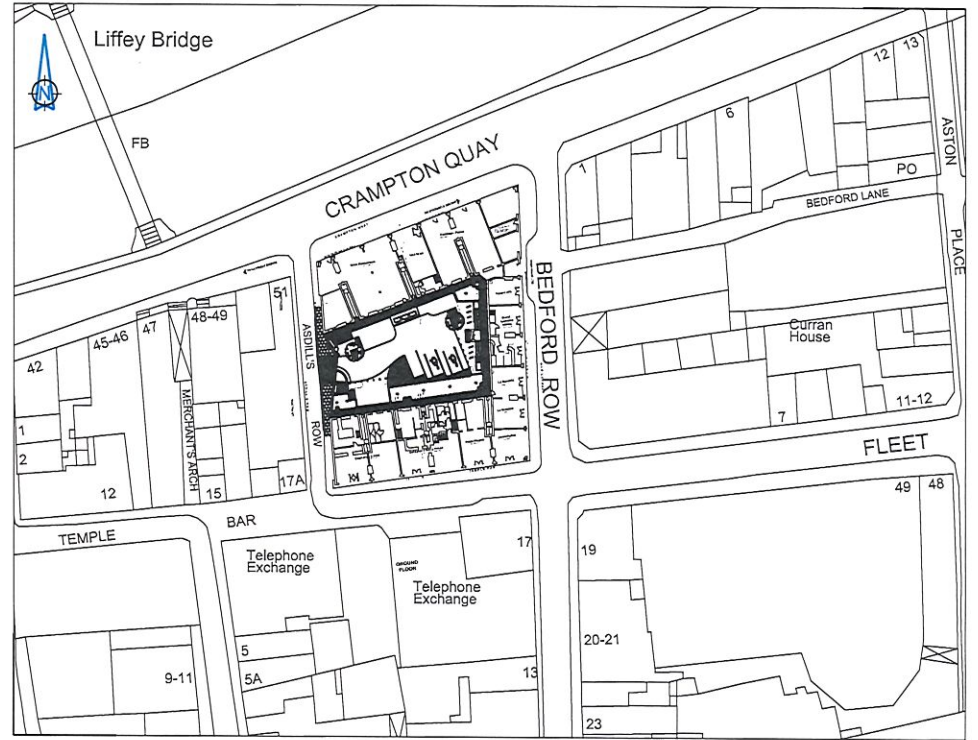 Liffey Bridge
N
FB
CRAMPTON QUAY
1
6
12
13
ASTON
PLACE
PO
BEDFORD LANE
BEDFORD ROW
ASDILL'S
ROW
51
48-49
47
45-46
42
MERCHANT'S ARCH
1
2
12
15
17A
Curran
House
7
11-12
FLEET
TEMPLE
BAR
49
48
Telephone
Exchange
GROUND
FLOOR
Telephone
Exchange
17
19
20-21
5
5A
9-11
13
23